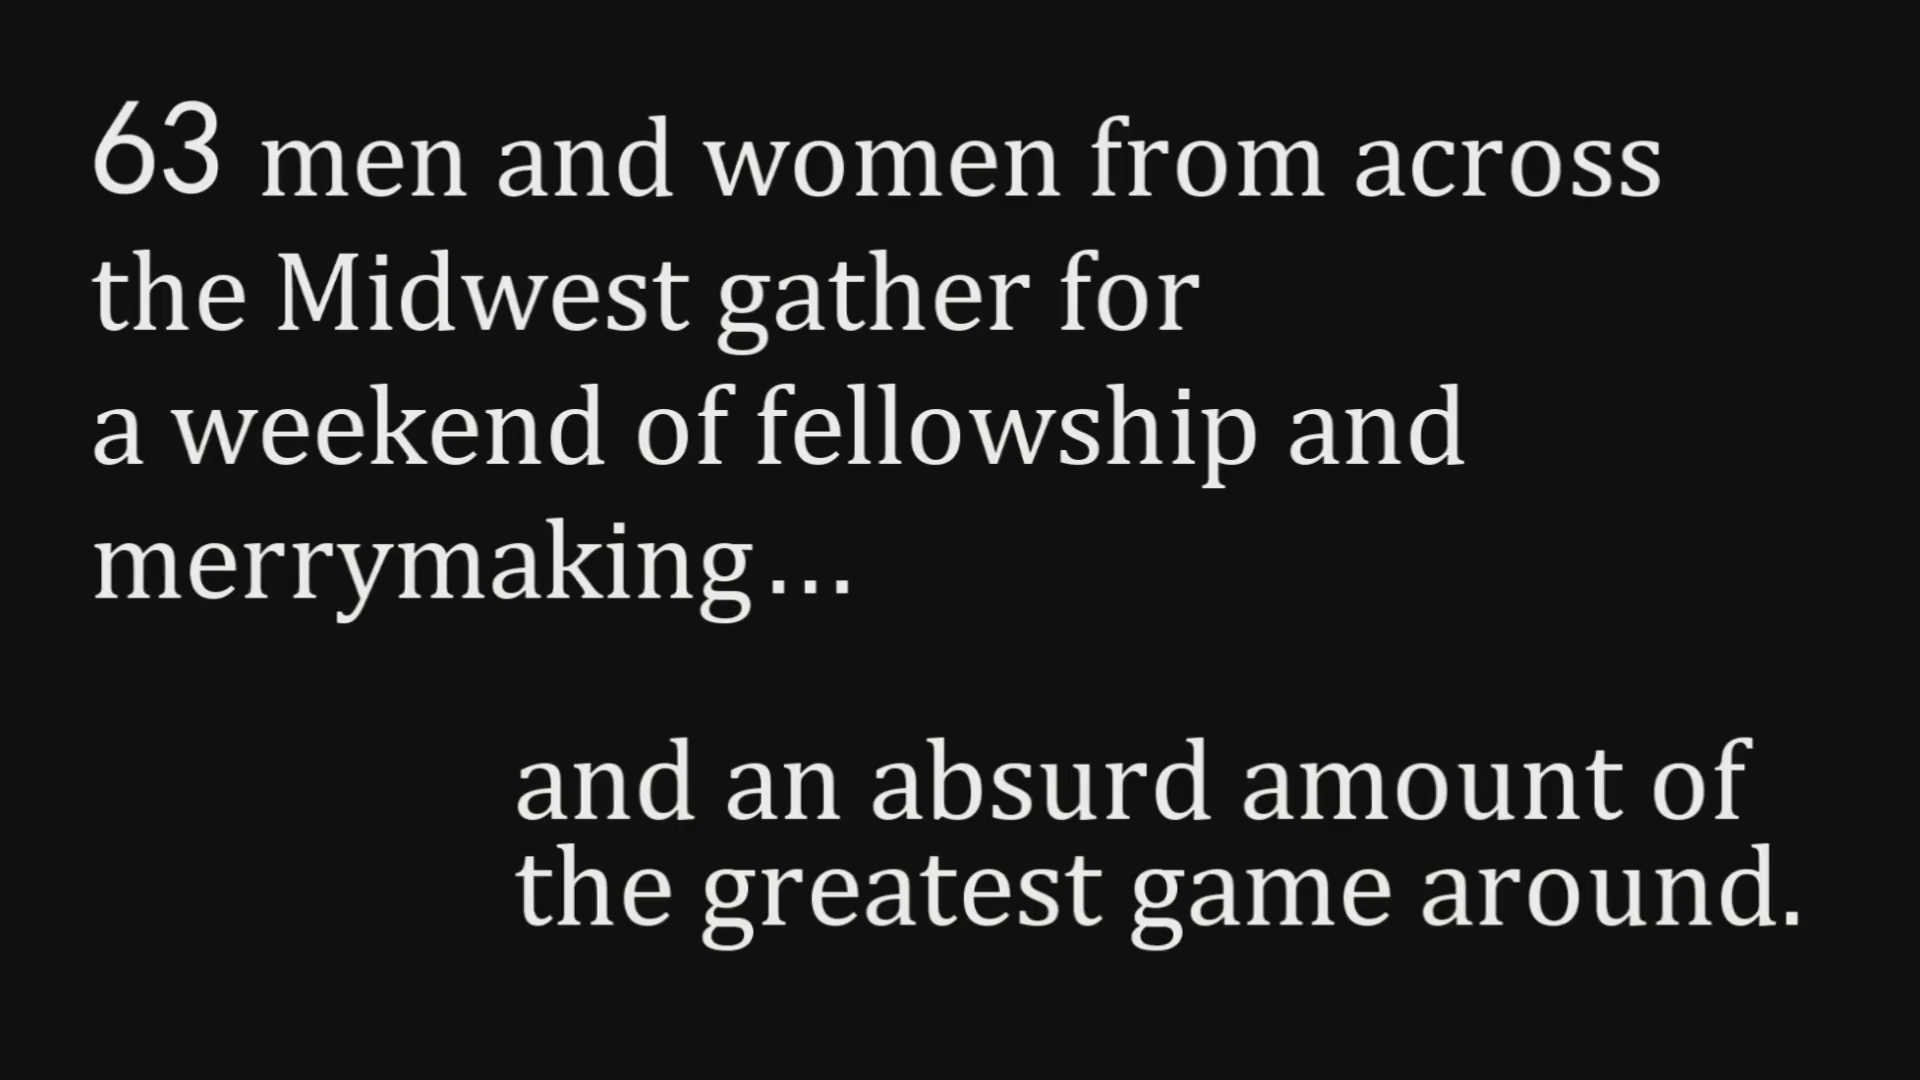 63 men and women from across
the Midwest gather for
a weekend of fellowship and
merrymaking...
and an absurd amount of
the greatest game around.